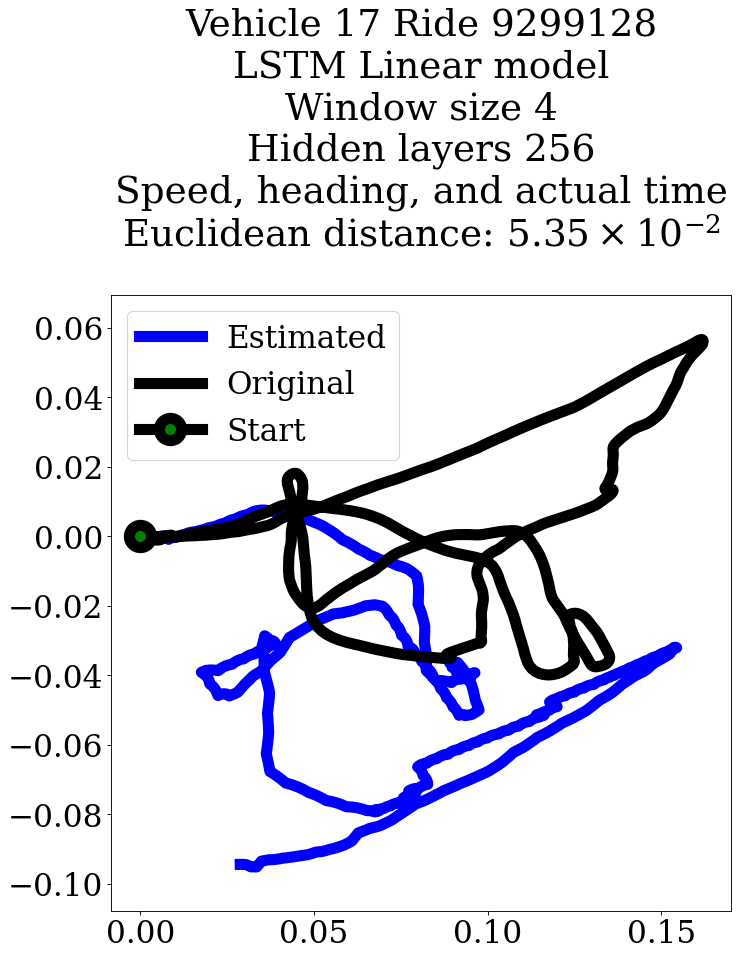 Vehicle 17 Ride 9299128
LSTM Linear model
Window size 4
Hidden layers 256
Speed, heading, and actual time
Euclidean distance: 5.35 × 10⁻²
Estimated
Original
Start
0.06
0.04
0.02
0.00
−0.02
−0.04
−0.06
−0.08
−0.10
0.00 0.05 0.10 0.15